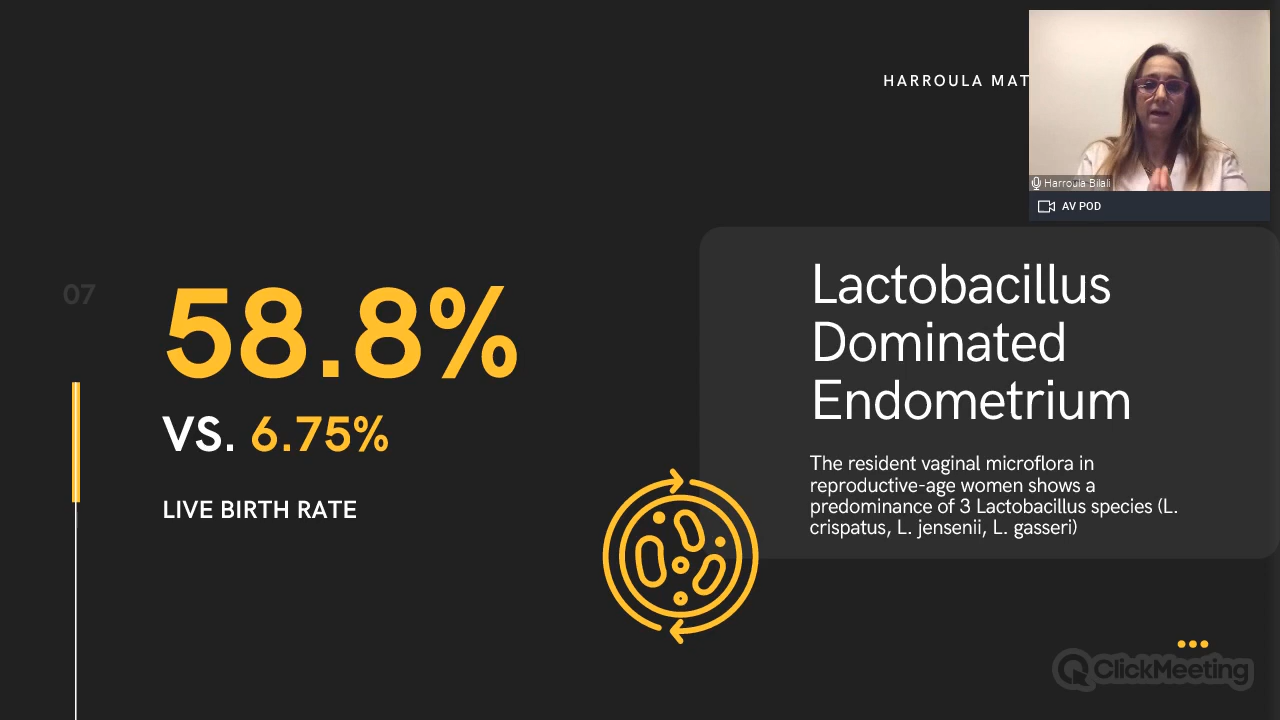 HARROULA MAT
Harroula Bilali
AV POD
07
58.8%
VS. 6.75%
LIVE BIRTH RATE
Lactobacillus
Dominated
Endometrium
The resident vaginal microflora in
reproductive-age women shows a
predominance of 3 Lactobacillus species (L.
crispatus, L. jensenii, L. gasseri)
ClickMeeting